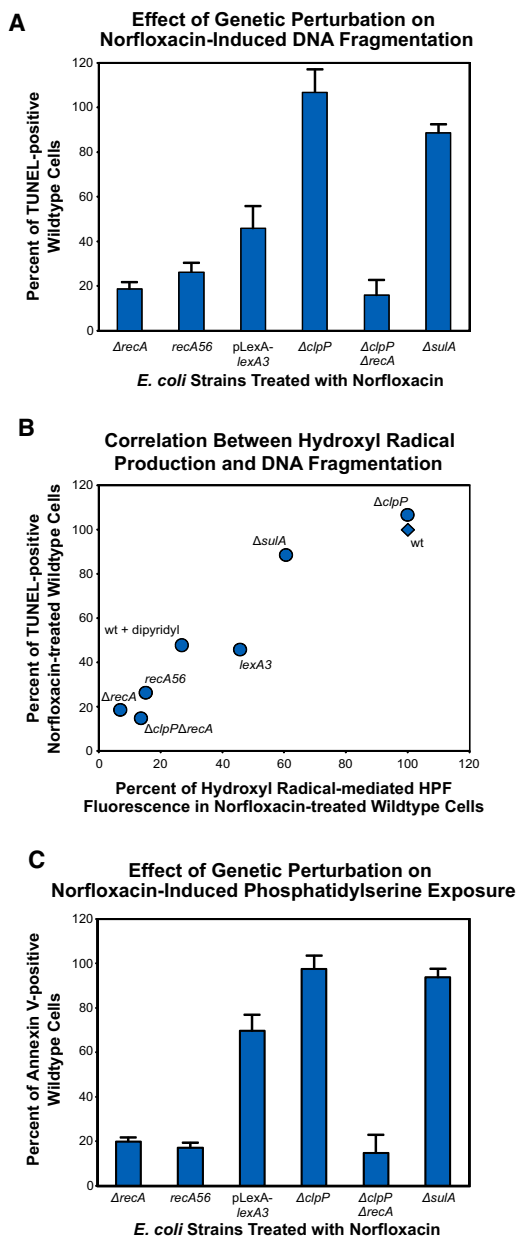 A
Effect of Genetic Perturbation on
Norfloxacin-Induced DNA Fragmentation
Percent of TUNEL-positive
Wildtype Cells
120
100
80
60
40
20
0
ΔrecA
recA56
pLexA-
lexA3
ΔclpP
ΔclpP
ΔrecA
ΔsulA
E. coli Strains Treated with Norfloxacin
B
Correlation Between Hydroxyl Radical
Production and DNA Fragmentation
Percent of TUNEL-positive
Norfloxacin-treated Wildtype Cells
120
100
80
60
40
20
0
ΔclpP
wt
ΔsulA
wt + dipyridyl
lexA3
recA56
ΔrecA
ΔclpPΔrecA
0 20 40 60 80 100 120
Percent of Hydroxyl Radical-mediated HPF
Fluorescence in Norfloxacin-treated Wildtype Cells
C
Effect of Genetic Perturbation on
Norfloxacin-Induced Phosphatidylserine Exposure
Percent of Annexin V-positive
Wildtype Cells
120
100
80
60
40
20
0
ΔrecA
recA56
pLexA-
lexA3
ΔclpP
ΔclpP
ΔrecA
ΔsulA
E. coli Strains Treated with Norfloxacin